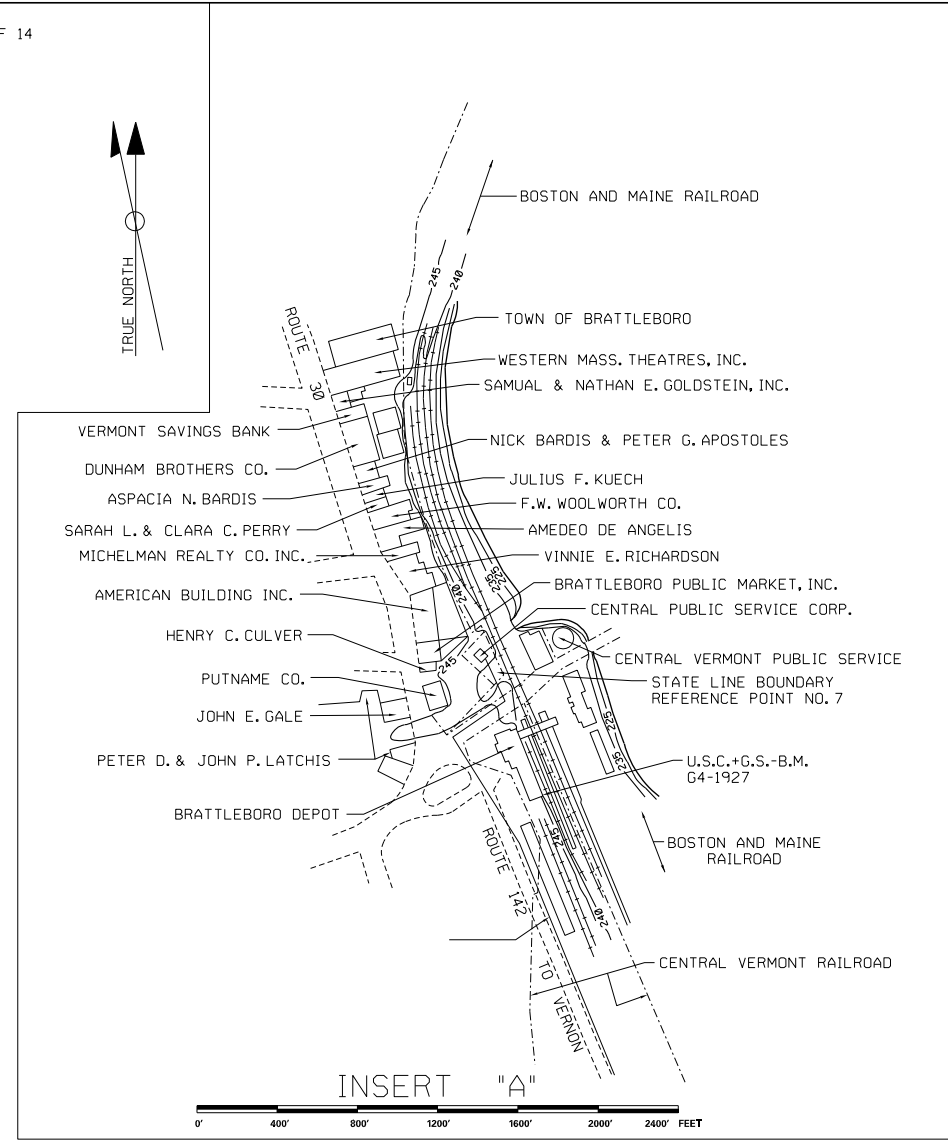 F 14
TRUE NORTH
BOSTON AND MAINE RAILROAD
245
240
ROUTE 30
TOWN OF BRATTLEBORO
WESTERN MASS. THEATRES, INC.
SAMUAL & NATHAN E. GOLDSTEIN, INC.
VERMONT SAVINGS BANK
NICK BARDIS & PETER G. APOSTOLES
DUNHAM BROTHERS CO.
JULIUS F. KUECH
ASPACIA N. BARDIS
F.W. WOOLWORTH CO.
SARAH L. & CLARA C. PERRY
AMEDEO DE ANGELIS
MICHELMAN REALTY CO. INC.
VINNIE E. RICHARDSON
225
235
BRATTLEBORO PUBLIC MARKET, INC.
240
AMERICAN BUILDING INC.
CENTRAL PUBLIC SERVICE CORP.
HENRY C. CULVER
CENTRAL VERMONT PUBLIC SERVICE
245
PUTNAME CO.
STATE LINE BOUNDARY
REFERENCE POINT NO. 7
JOHN E. GALE
225
PETER D. & JOHN P. LATCHIS
235
U.S.C.+G.S.-B.M.
G4-1927
BRATTLEBORO DEPOT
245
BOSTON AND MAINE
RAILROAD
ROUTE 142
240
TO VERNON
CENTRAL VERMONT RAILROAD
INSERT "A"
0' 400' 800' 1200' 1600' 2000' 2400' FEET